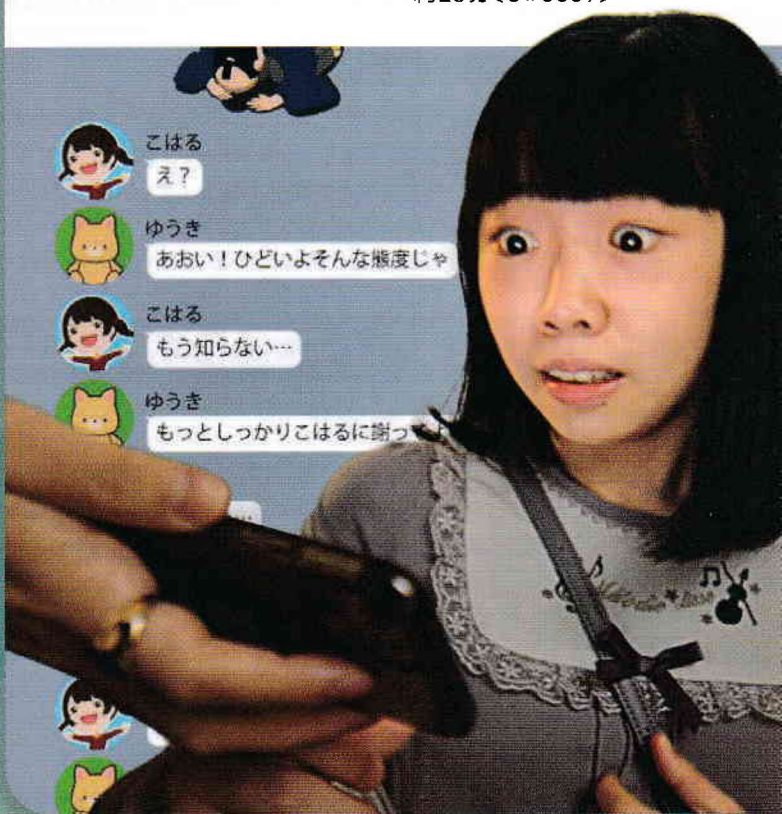 こはる
え？
ゆうき
あおい！ひどいよそんな態度じゃ
こはる
もう知らない…
ゆうき
もっとしっかりこはるに謝って